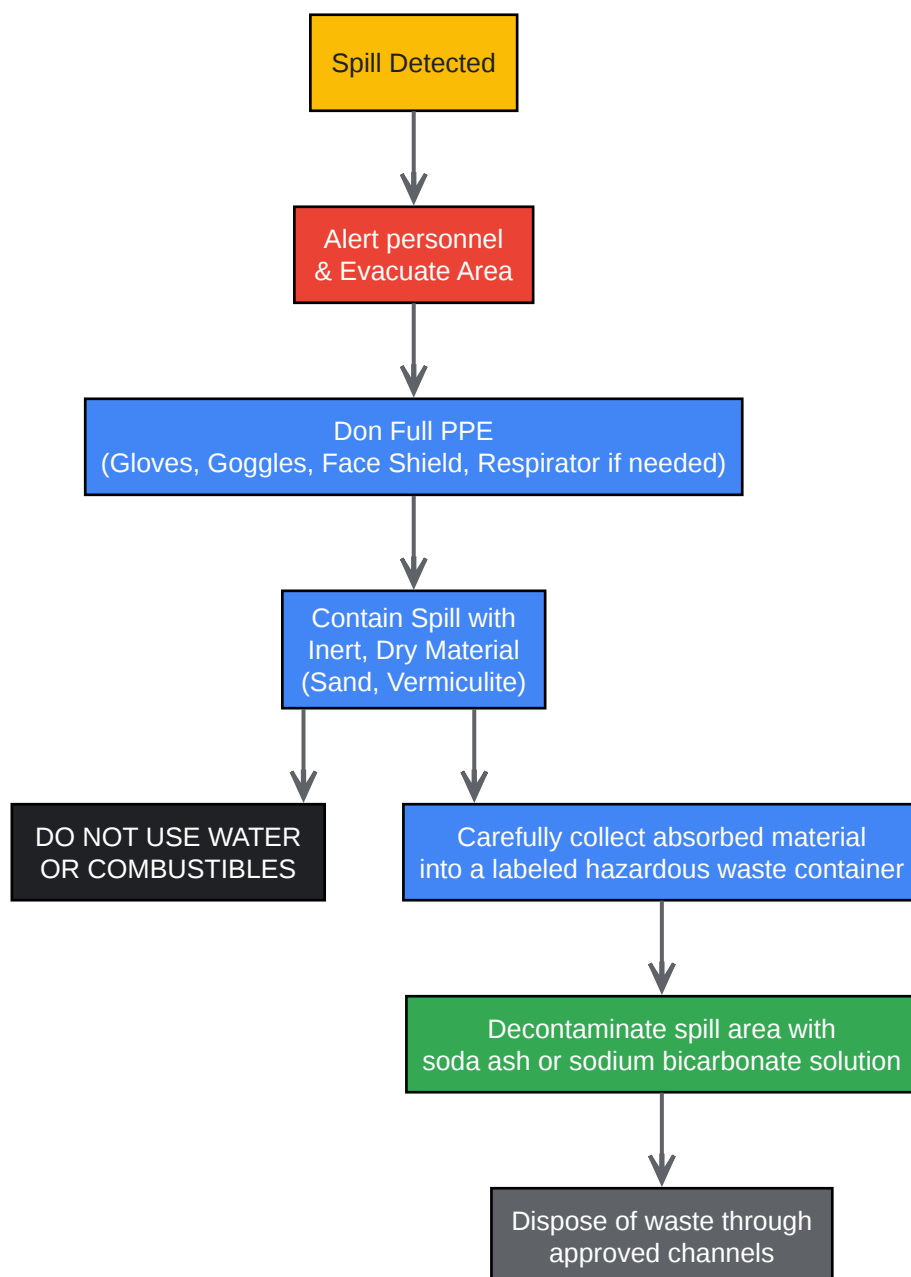 Spill Detected
Alert personnel
& Evacuate Area
Don Full PPE
(Gloves, Goggles, Face Shield, Respirator if needed)
Contain Spill with
Inert, Dry Material
(Sand, Vermiculite)
DO NOT USE WATER
OR COMBUSTIBLES
Carefully collect absorbed material
into a labeled hazardous waste container
Decontaminate spill area with
soda ash or sodium bicarbonate solution
Dispose of waste through
approved channels